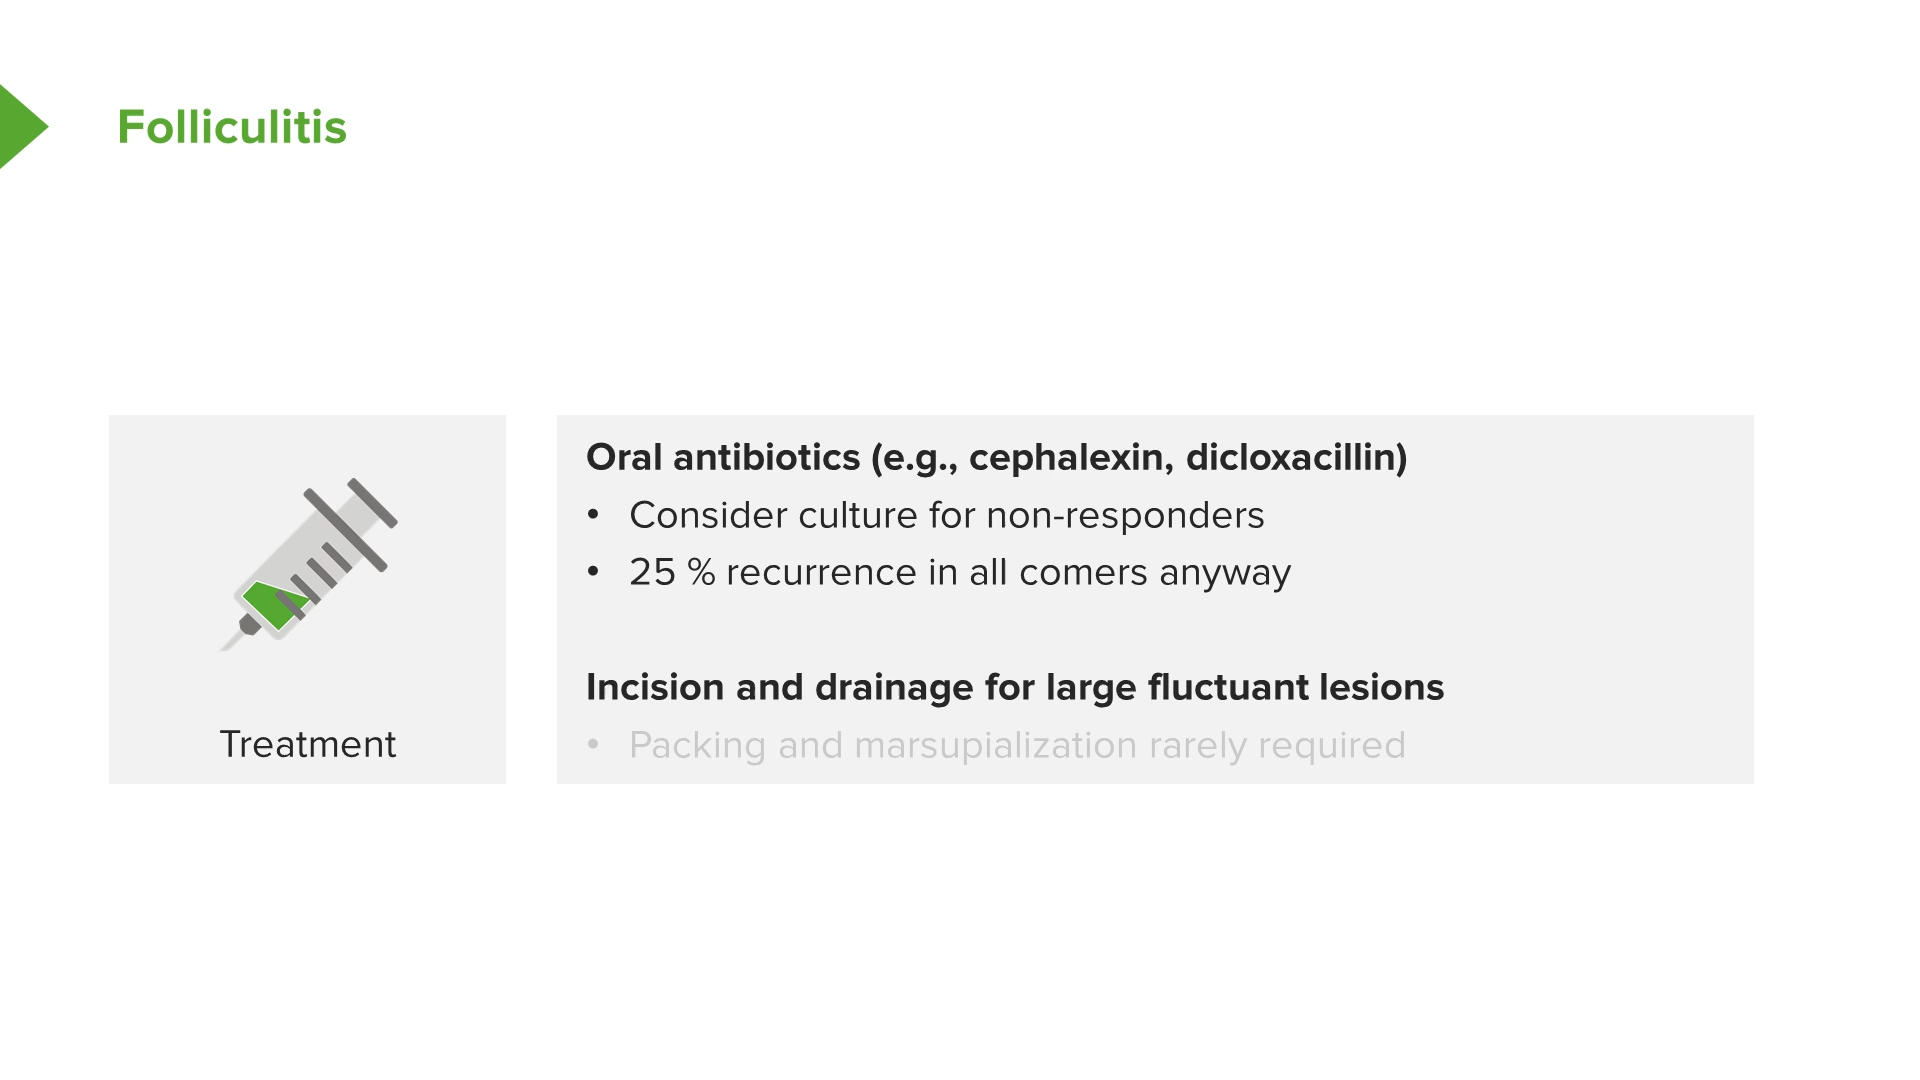 Folliculitis
Oral antibiotics (e.g., cephalexin, dicloxacillin)
• Consider culture for non-responders
• 25 % recurrence in all comers anyway
Incision and drainage for large fluctuant lesions
• Packing and marsupialization rarely required
Treatment